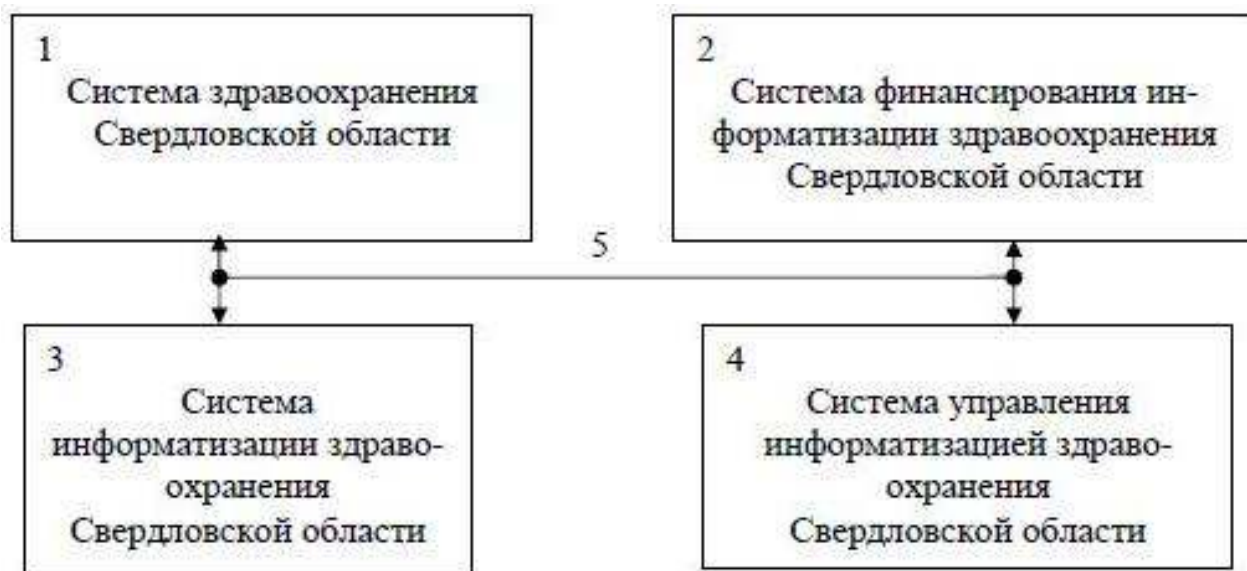 1
Система здравоохранения
Свердловской области
2
Система финансирования ин-
форматизации здравоохранения
Свердловской области
5
3
Система
информатизации здраво-
охранения
Свердловской области
4
Система управления
информатизацией здраво-
охранения
Свердловской области